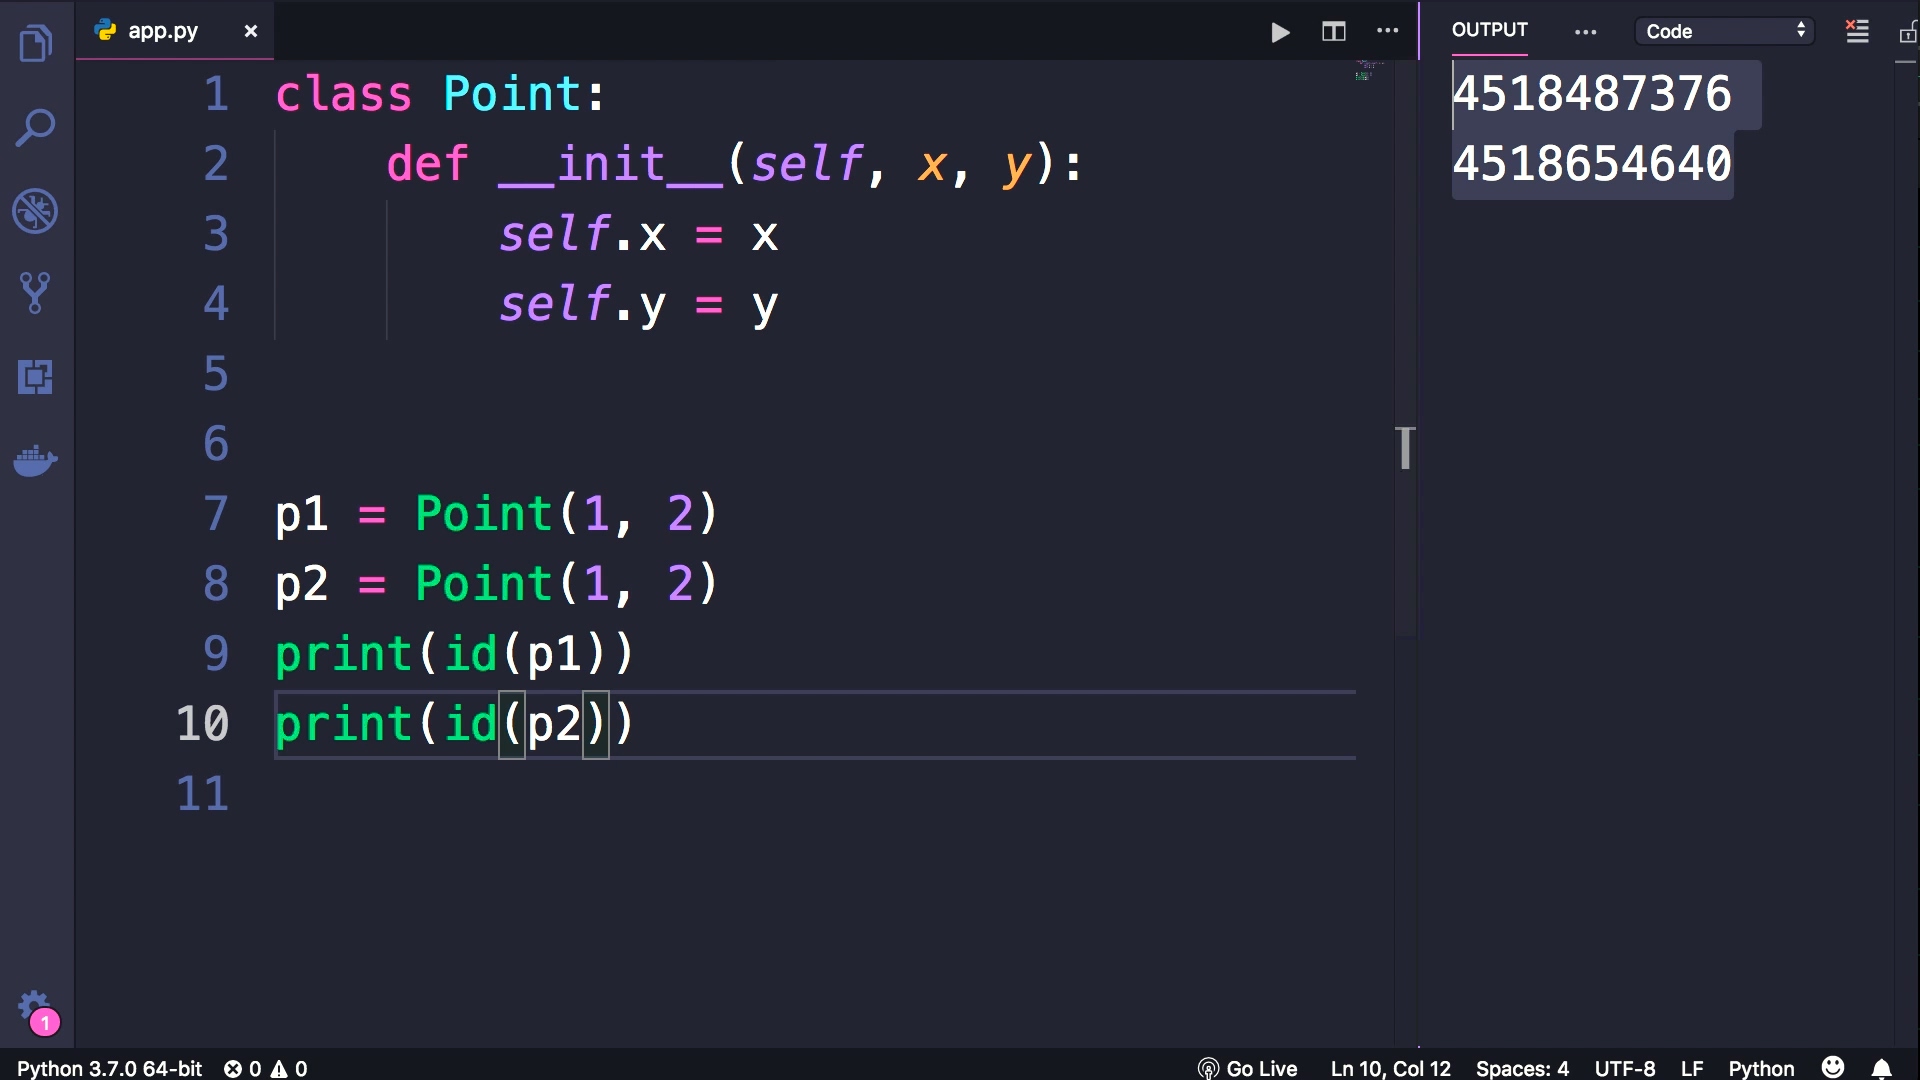 app.py
OUTPUT
Code
1 class Point:
2 def __init__(self, x, y):
3 self.x = x
4 self.y = y
5
6
7 p1 = Point(1, 2)
8 p2 = Point(1, 2)
9 print(id(p1))
10 print(id(p2))
11
4518487376
4518654640
1
Python 3.7.0 64-bit 0 0 Go Live Ln 10, Col 12 Spaces: 4 UTF-8 LF Python